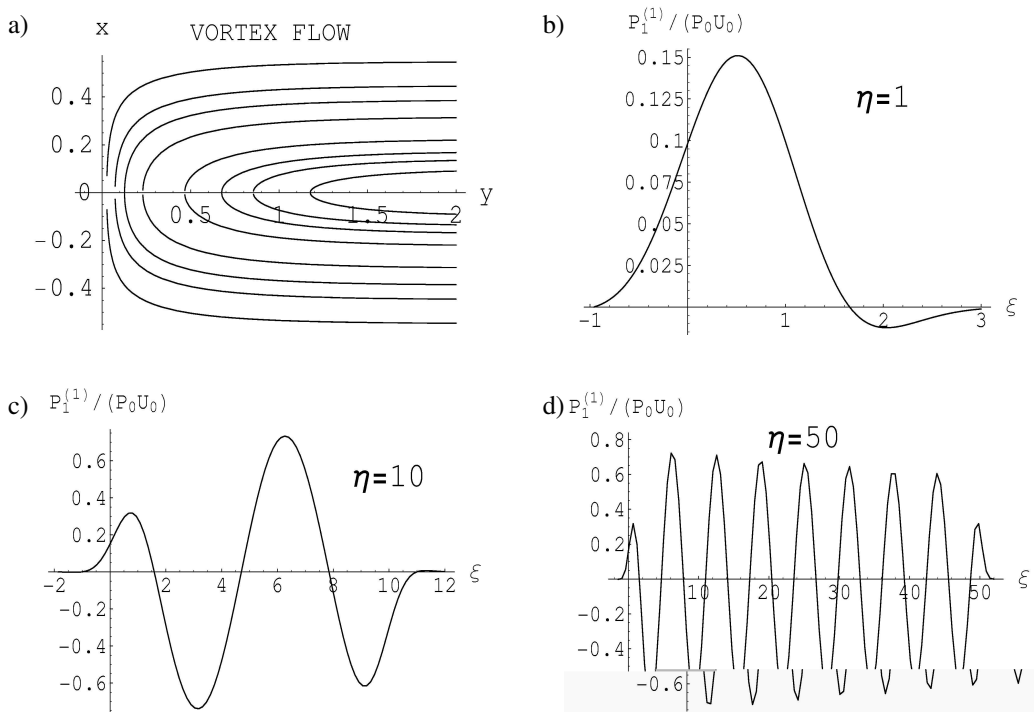 a)
x
VORTEX FLOW
0.4
0.2
0
-0.2
-0.4
0.5
1
1.5
2
y
b)
P₁⁽¹⁾/(P₀U₀)
0.15
0.125
0.1
0.075
0.05
0.025
η=1
-1
1
2
3
ξ
c)
P₁⁽¹⁾/(P₀U₀)
0.6
0.4
0.2
-0.2
-0.4
-0.6
η=10
-2
2
4
6
8
10
12
ξ
d)
P₁⁽¹⁾/(P₀U₀)
η=50
0.8
0.6
0.4
0.2
-0.2
-0.4
-0.6
10
20
30
40
50
ξ